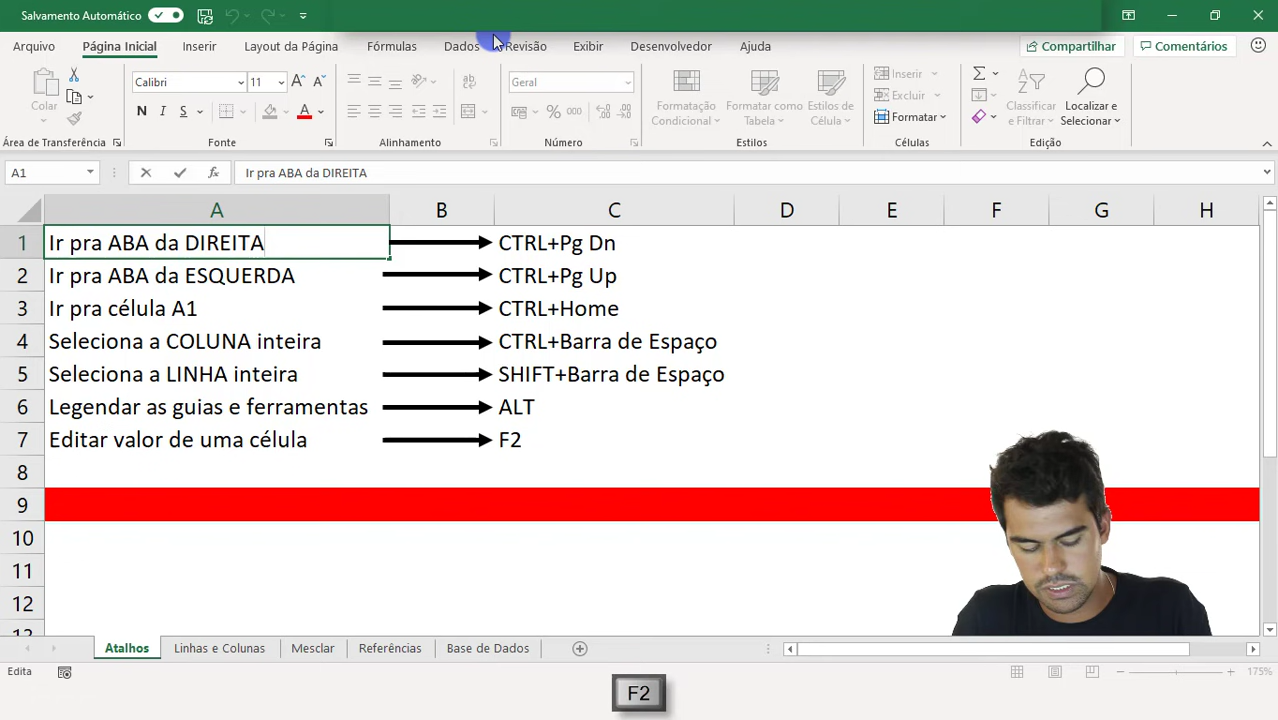 Salvamento Automático
Arquivo Página Inicial Inserir Layout da Página Fórmulas Dados Revisão Exibir Desenvolvedor Ajuda Compartilhar Comentários
Colar Calibri 11 Geral Formatação Condicional Formatar como Tabela Estilos de Célula Inserir Excluir Formatar Classificar e Filtrar Localizar e Selecionar
N I S % 000
Área de Transferência Fonte Alinhamento Número Estilos Células Edição
A1 fx Ir pra ABA da DIREITA
A B C D E F G H
1 Ir pra ABA da DIREITA CTRL+Pg Dn
2 Ir pra ABA da ESQUERDA CTRL+Pg Up
3 Ir pra célula A1 CTRL+Home
4 Seleciona a COLUNA inteira CTRL+Barra de Espaço
5 Seleciona a LINHA inteira SHIFT+Barra de Espaço
6 Legendar as guias e ferramentas ALT
7 Editar valor de uma célula F2
8
9
10
11
12
13
Atalhos Linhas e Colunas Mesclar Referências Base de Dados
Edita 175%
F2